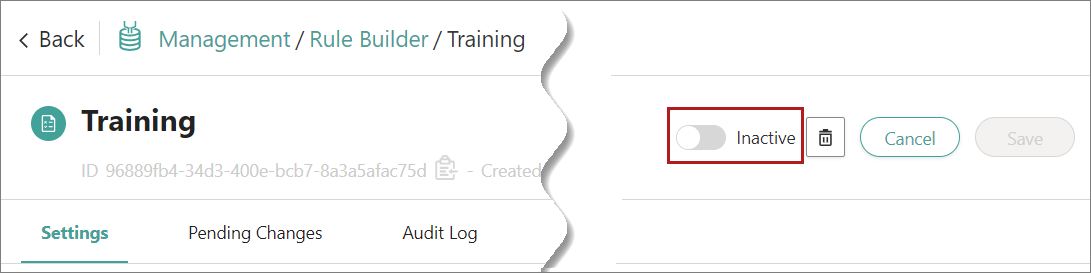 Back Management / Rule Builder / Training
Training
Inactive Cancel Save
ID 96889fb4-34d3-400e-bcb7-8a3a5afac75d - Created
Settings Pending Changes Audit Log